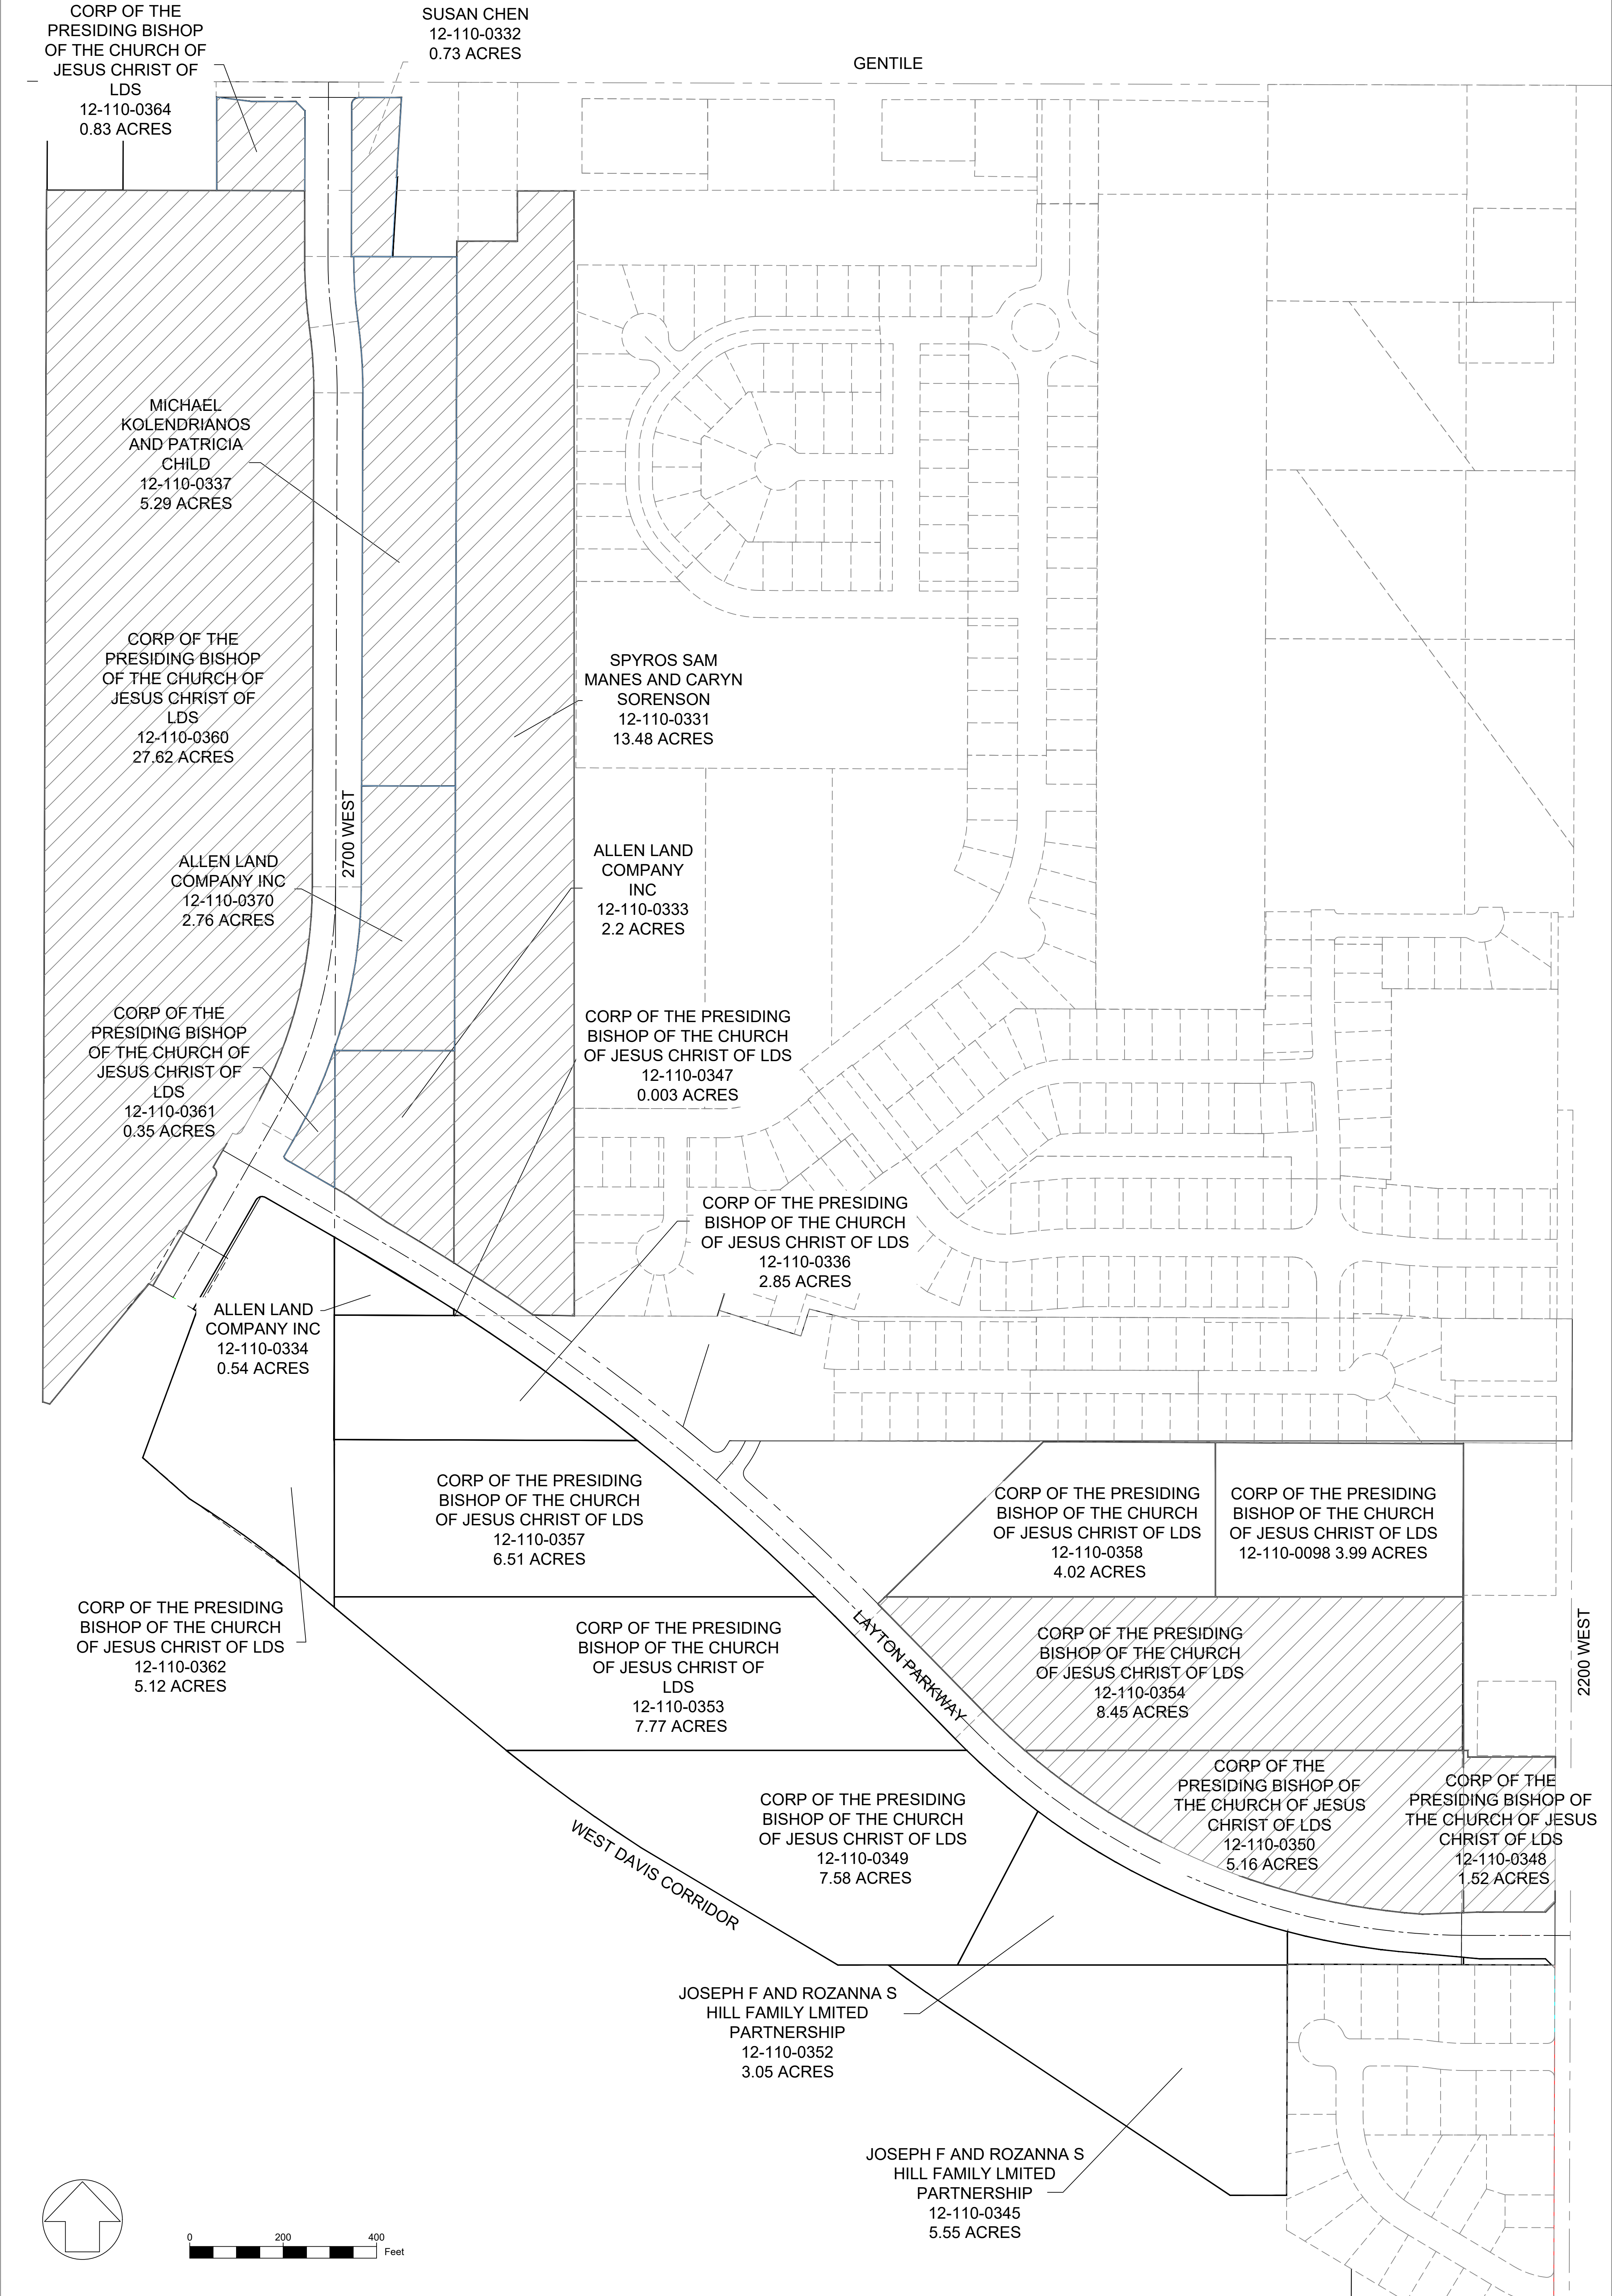 CORP OF THE
PRESIDING BISHOP
OF THE CHURCH OF
JESUS CHRIST OF
LDS
12-110-0364
0.83 ACRES
SUSAN CHEN
12-110-0332
0.73 ACRES
GENTILE
MICHAEL
KOLENDRIANOS
AND PATRICIA
CHILD
12-110-0337
5.29 ACRES
CORP OF THE
PRESIDING BISHOP
OF THE CHURCH OF
JESUS CHRIST OF
LDS
12-110-0360
27.62 ACRES
SPYROS SAM
MANES AND CARYN
SORENSON
12-110-0331
13.48 ACRES
2700 WEST
ALLEN LAND
COMPANY INC
12-110-0370
2.76 ACRES
ALLEN LAND
COMPANY
INC
12-110-0333
2.2 ACRES
CORP OF THE
PRESIDING BISHOP
OF THE CHURCH OF
JESUS CHRIST OF
LDS
12-110-0361
0.35 ACRES
CORP OF THE PRESIDING
BISHOP OF THE CHURCH
OF JESUS CHRIST OF LDS
12-110-0347
0.003 ACRES
CORP OF THE PRESIDING
BISHOP OF THE CHURCH
OF JESUS CHRIST OF LDS
12-110-0336
2.85 ACRES
ALLEN LAND
COMPANY INC
12-110-0334
0.54 ACRES
CORP OF THE PRESIDING
BISHOP OF THE CHURCH
OF JESUS CHRIST OF LDS
12-110-0357
6.51 ACRES
CORP OF THE PRESIDING
BISHOP OF THE CHURCH
OF JESUS CHRIST OF LDS
12-110-0358
4.02 ACRES
CORP OF THE PRESIDING
BISHOP OF THE CHURCH
OF JESUS CHRIST OF LDS
12-110-0098 3.99 ACRES
CORP OF THE PRESIDING
BISHOP OF THE CHURCH
OF JESUS CHRIST OF LDS
12-110-0362
5.12 ACRES
CORP OF THE PRESIDING
BISHOP OF THE CHURCH
OF JESUS CHRIST OF
LDS
12-110-0353
7.77 ACRES
LAYTON PARKWAY
CORP OF THE PRESIDING
BISHOP OF THE CHURCH
OF JESUS CHRIST OF LDS
12-110-0354
8.45 ACRES
2200 WEST
CORP OF THE PRESIDING
BISHOP OF THE CHURCH
OF JESUS CHRIST OF LDS
12-110-0349
7.58 ACRES
CORP OF THE
PRESIDING BISHOP OF
THE CHURCH OF JESUS
CHRIST OF LDS
12-110-0350
5.16 ACRES
CORP OF THE
PRESIDING BISHOP OF
THE CHURCH OF JESUS
CHRIST OF LDS
12-110-0348
1.52 ACRES
WEST DAVIS CORRIDOR
JOSEPH F AND ROZANNA S
HILL FAMILY LMITED
PARTNERSHIP
12-110-0352
3.05 ACRES
JOSEPH F AND ROZANNA S
HILL FAMILY LMITED
PARTNERSHIP
12-110-0345
5.55 ACRES
0 200 400
Feet